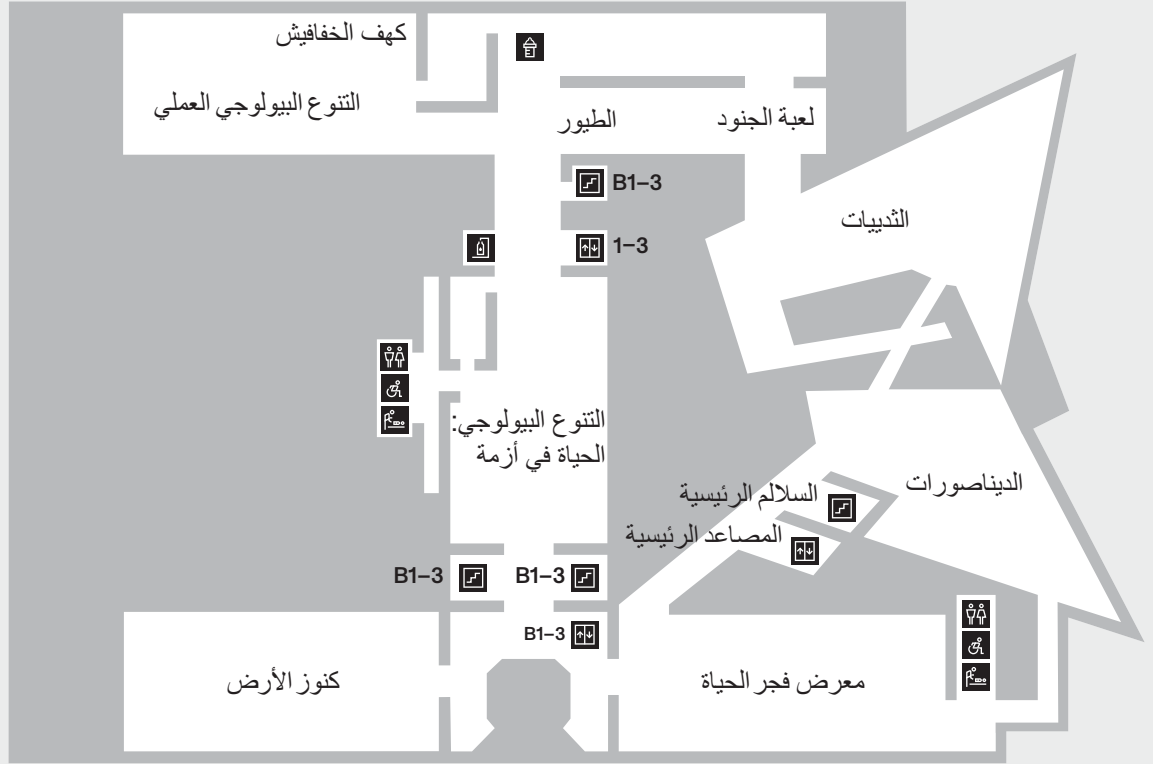 كهف الخفافيش
التنوع البيولوجي العملي
الطيور
لعبة الجنود
B1–3
1–3
الثدييات
التنوع البيولوجي:
الحياة في أزمة
الديناصورات
السلالم الرئيسية
المصاعد الرئيسية
B1–3
B1–3
B1–3
كنوز الأرض
معرض فجر الحياة